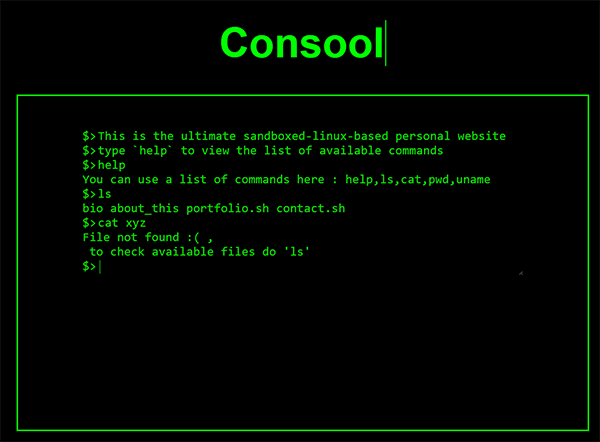 Consool
$>This is the ultimate sandboxed-linux-based personal website
$>type `help` to view the list of available commands
$>help
You can use a list of commands here : help,ls,cat,pwd,uname
$>ls
bio about_this portfolio.sh contact.sh
$>cat xyz
File not found :( ,
 to check available files do 'ls'
$>